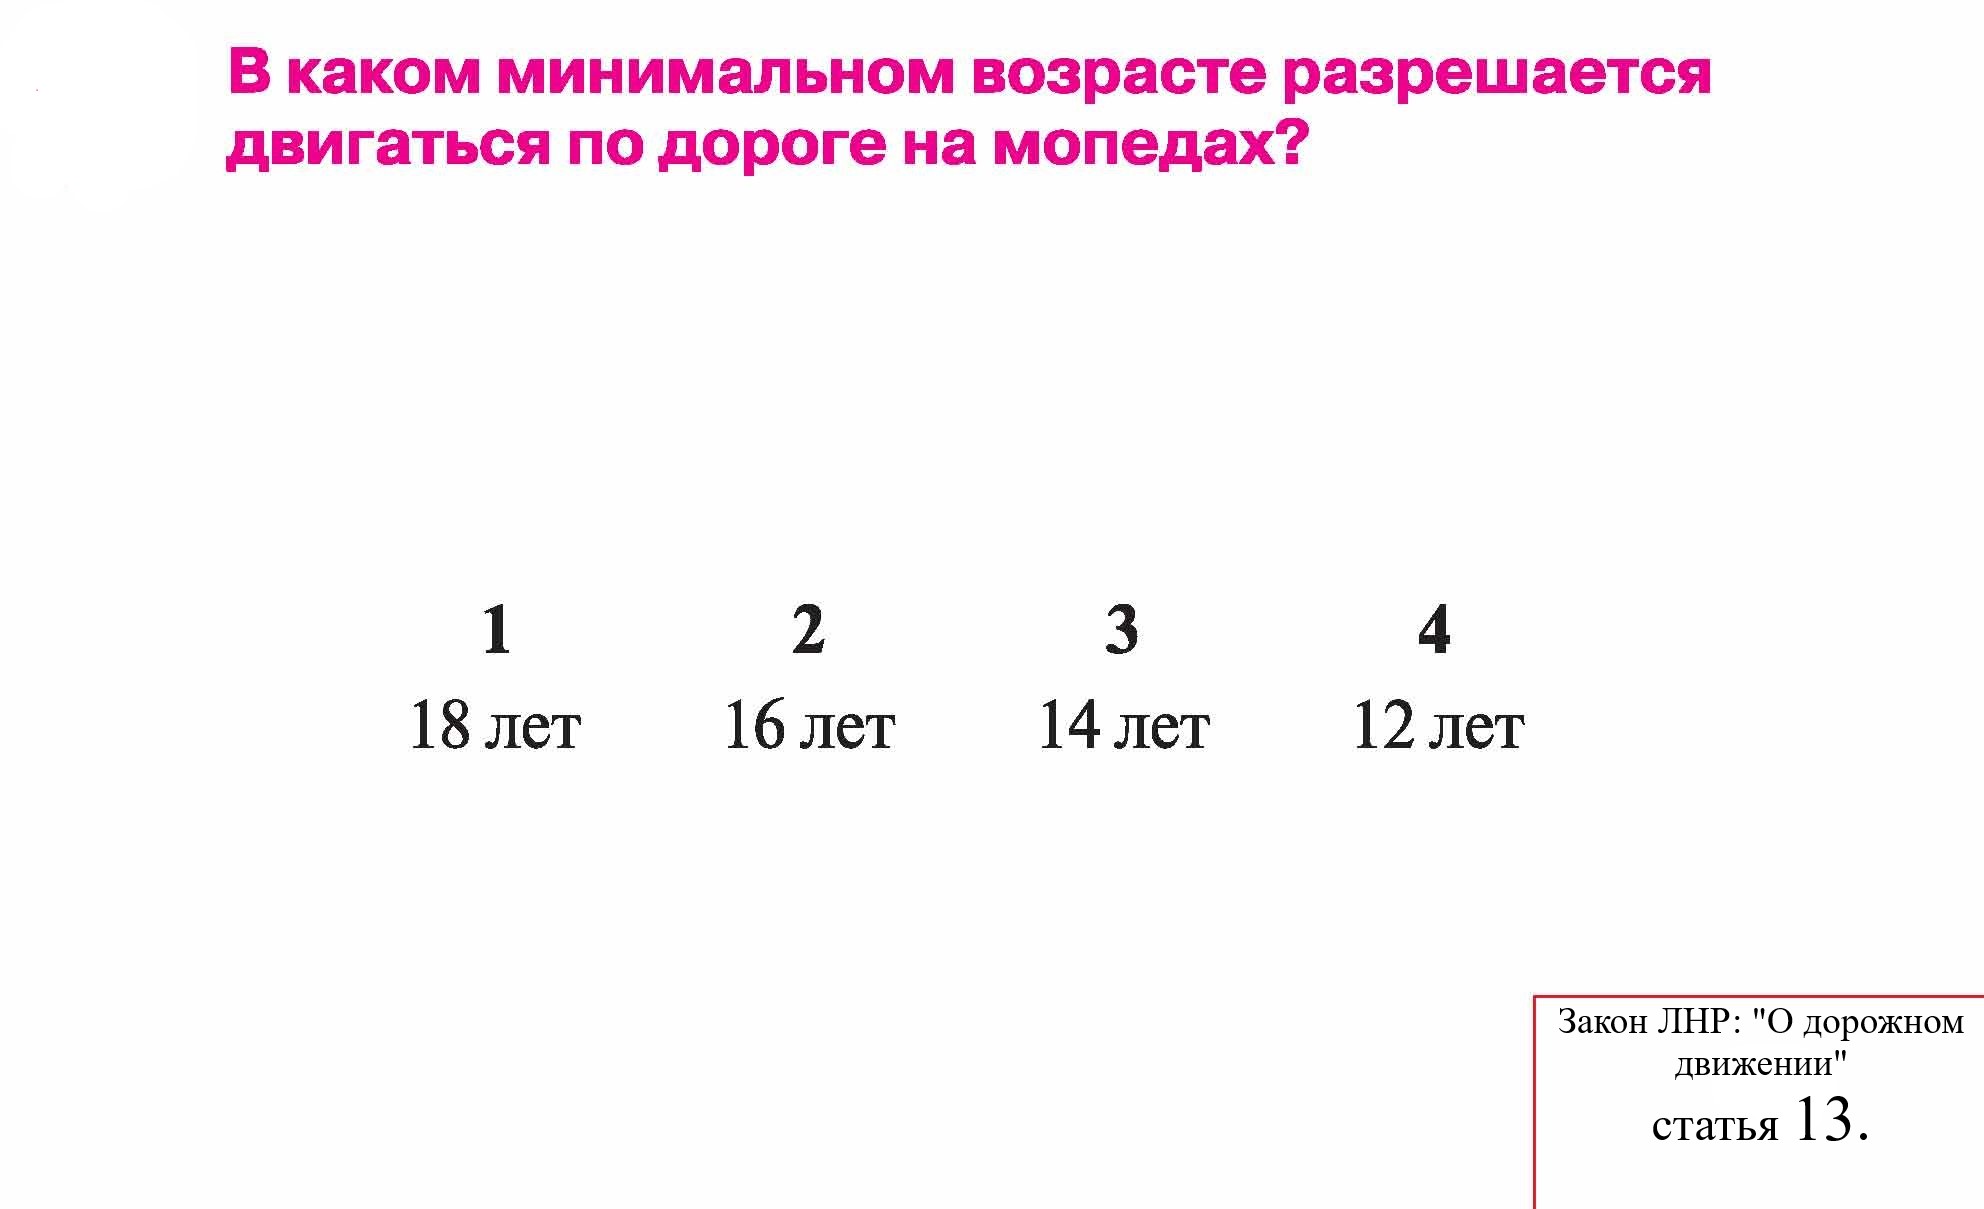 В каком минимальном возрасте разрешается
двигаться по дороге на мопедах?
1 2 3 4
18 лет 16 лет 14 лет 12 лет
Закон ЛНР: "О дорожном
движении"
статья 13.